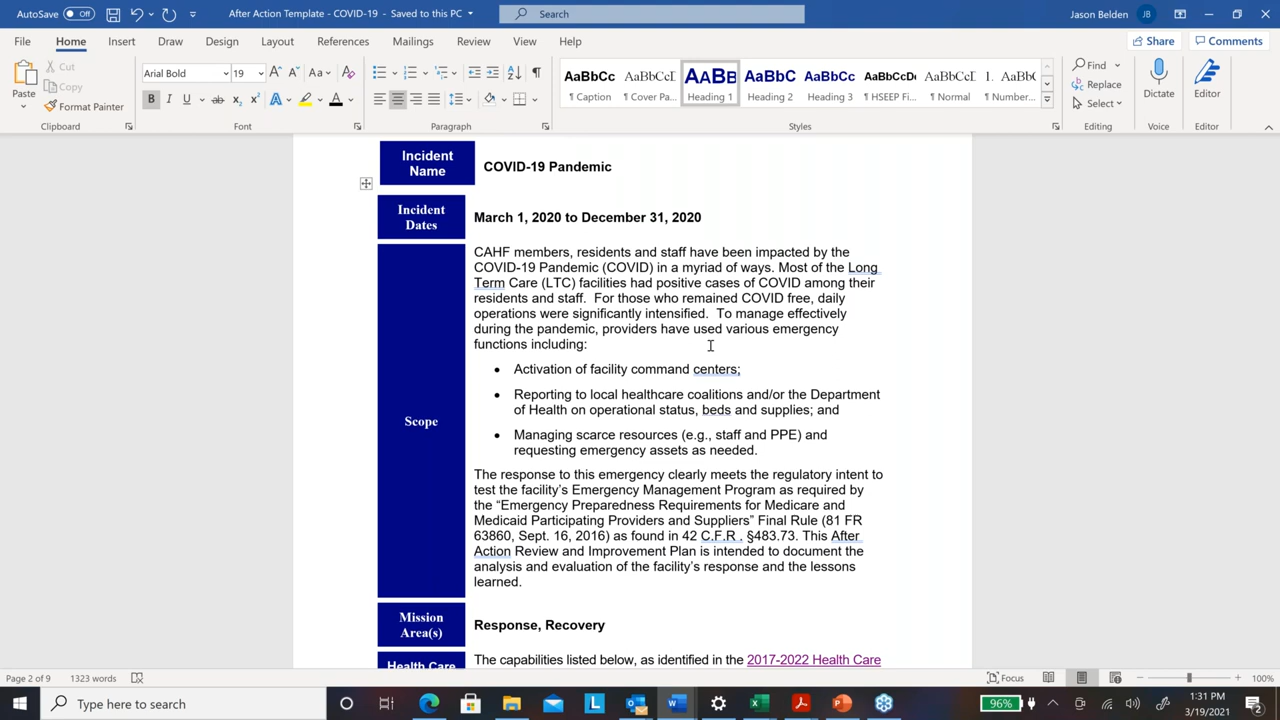 AutoSave Off After Action Template - COVID-19 - Saved to this PC Search Jason Belden JB
File Home Insert Draw Design Layout References Mailings Review View Help Share Comments
Paste Cut Copy Format Painter
Arial Bold 19
AaBbCc AaBbCcD AaBb AaBbC AaBbCc AaBbCcDc AaBbCcD 1. AaBb(
¶ Caption ¶ Cover Pa... Heading 1 Heading 2 Heading 3 ¶ HSEEP Fi... ¶ Normal ¶ Number...
Find Replace Select Dictate Editor
Clipboard Font Paragraph Styles Editing Voice Editor
Incident
Name
COVID-19 Pandemic
Incident
Dates
March 1, 2020 to December 31, 2020
Scope
CAHF members, residents and staff have been impacted by the
COVID-19 Pandemic (COVID) in a myriad of ways. Most of the Long
Term Care (LTC) facilities had positive cases of COVID among their
residents and staff. For those who remained COVID free, daily
operations were significantly intensified. To manage effectively
during the pandemic, providers have used various emergency
functions including:
• Activation of facility command centers;
• Reporting to local healthcare coalitions and/or the Department
of Health on operational status, beds and supplies; and
• Managing scarce resources (e.g., staff and PPE) and
requesting emergency assets as needed.
The response to this emergency clearly meets the regulatory intent to
test the facility's Emergency Management Program as required by
the “Emergency Preparedness Requirements for Medicare and
Medicaid Participating Providers and Suppliers” Final Rule (81 FR
63860, Sept. 16, 2016) as found in 42 C.F.R . §483.73. This After
Action Review and Improvement Plan is intended to document the
analysis and evaluation of the facility's response and the lessons
learned.
Mission
Area(s)
Response, Recovery
Health Care
The capabilities listed below, as identified in the 2017-2022 Health Care
Page 2 of 9 1323 words Focus 100%
Type here to search 96% 1:31 PM
3/19/2021